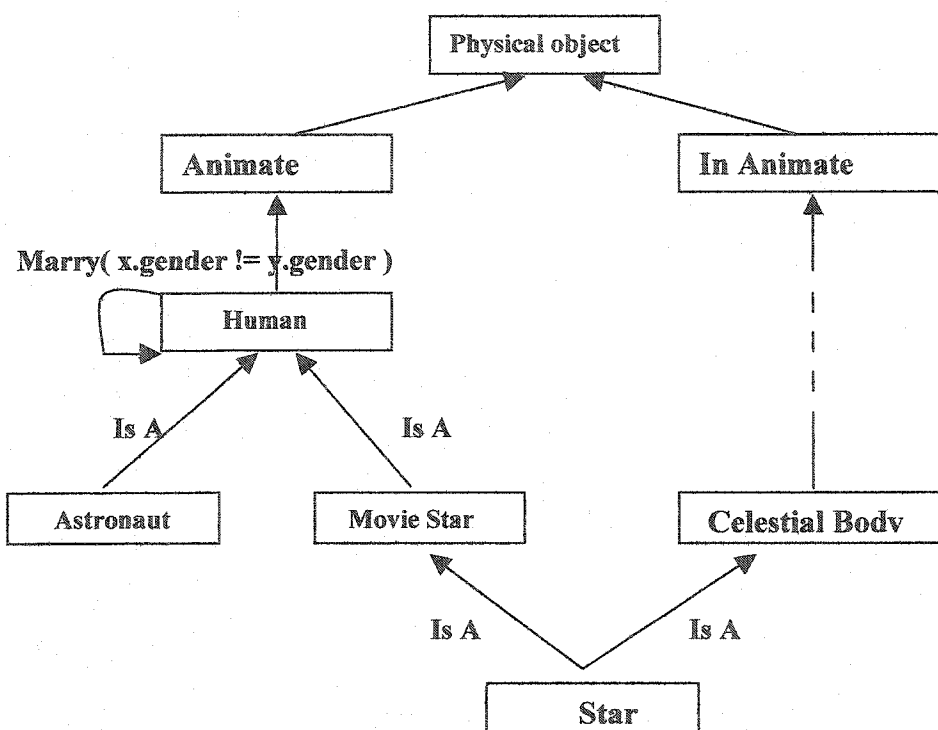 Physical object
Animate
In Animate
Marry( x.gender != y.gender )
Human
Is A
Is A
Astronaut
Movie Star
Celestial Body
Is A
Is A
Star